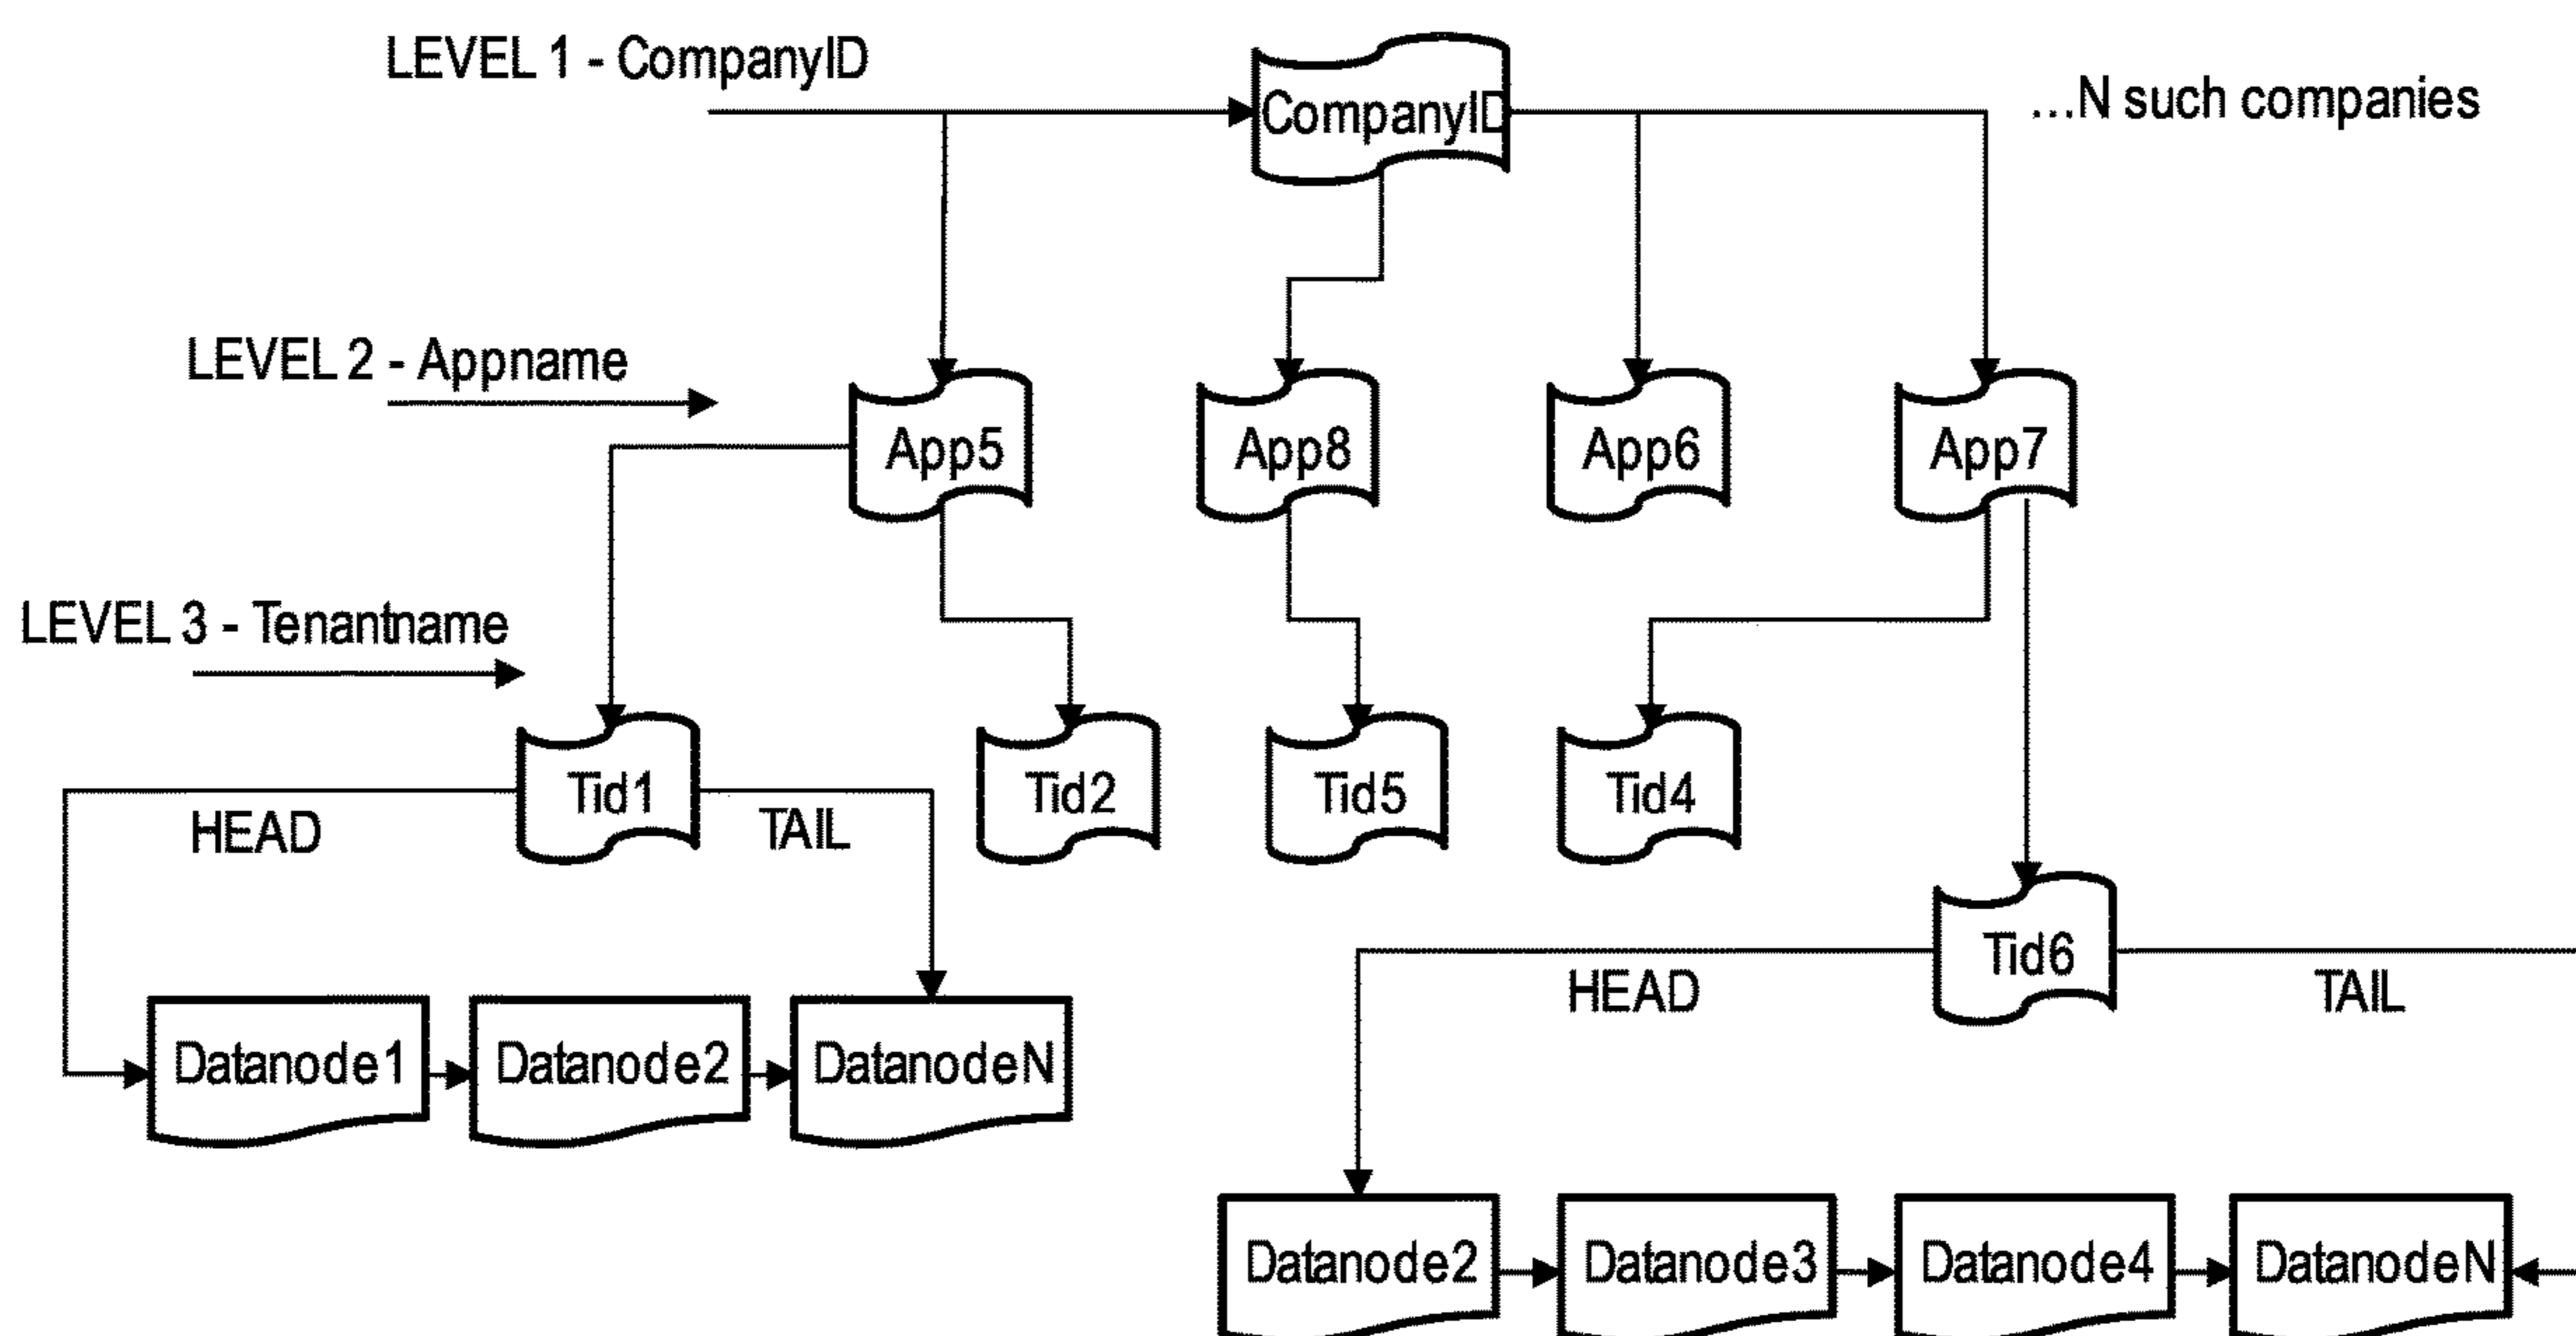 LEVEL 1 - CompanyID
CompanyID
...N such companies
LEVEL 2 - Appname
App5
App8
App6
App7
LEVEL 3 - Tenantname
Tid1
Tid2
Tid5
Tid4
HEAD
TAIL
Tid6
HEAD
TAIL
Datanode1
Datanode2
DatanodeN
Datanode2
Datanode3
Datanode4
DatanodeN